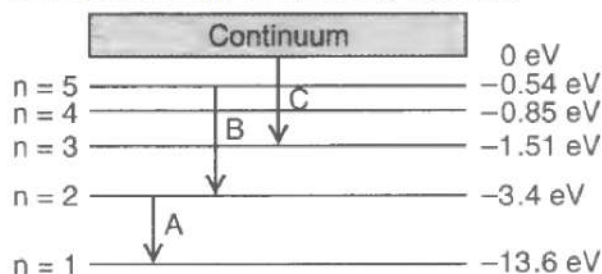 Continuum
0 eV
n = 5 −0.54 eV
C
n = 4 −0.85 eV
B
n = 3 −1.51 eV
n = 2 −3.4 eV
A
n = 1 −13.6 eV